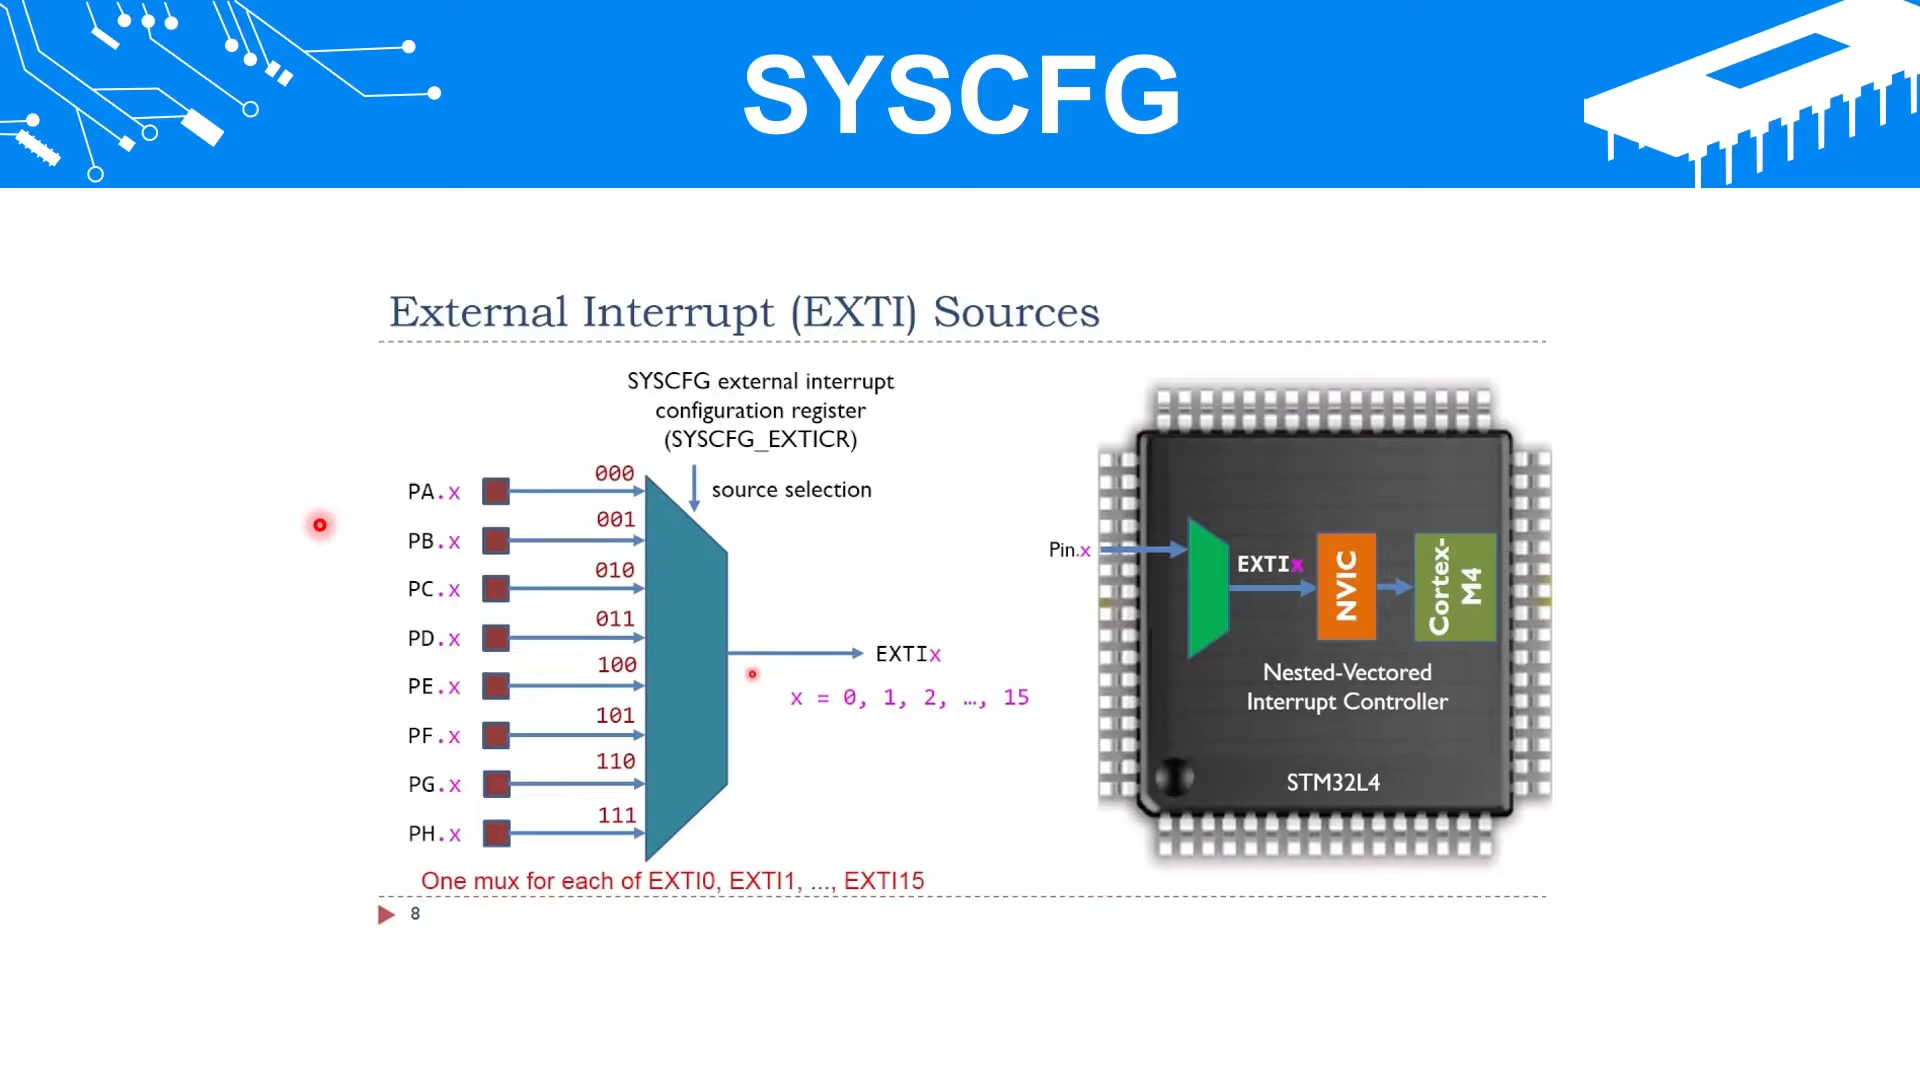 SYSCFG
External Interrupt (EXTI) Sources
SYSCFG external interrupt
configuration register
(SYSCFG_EXTICR)
source selection
PA.x 000
PB.x 001
PC.x 010
PD.x 011
PE.x 100
PF.x 101
PG.x 110
PH.x 111
EXTIx
x = 0, 1, 2, …, 15
One mux for each of EXTI0, EXTI1, ..., EXTI15
Pin.x
EXTIx
NVIC
Cortex-
M4
Nested-Vectored
Interrupt Controller
STM32L4
8